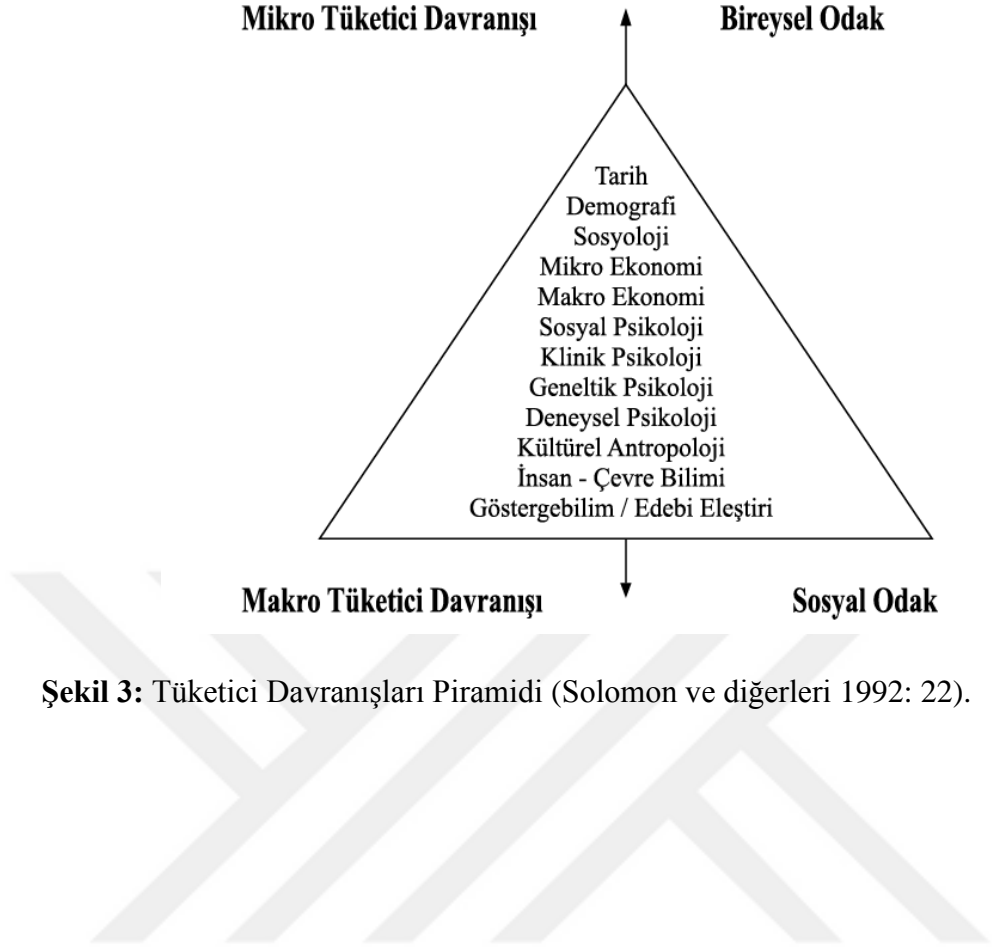 Mikro Tüketici Davranışı Bireysel Odak
Tarih
Demografi
Sosyoloji
Mikro Ekonomi
Makro Ekonomi
Sosyal Psikoloji
Klinik Psikoloji
Geneltik Psikoloji
Deneysel Psikoloji
Kültürel Antropoloji
İnsan - Çevre Bilimi
Göstergebilim / Edebi Eleştiri
Makro Tüketici Davranışı Sosyal Odak
Şekil 3: Tüketici Davranışları Piramidi (Solomon ve diğerleri 1992: 22).